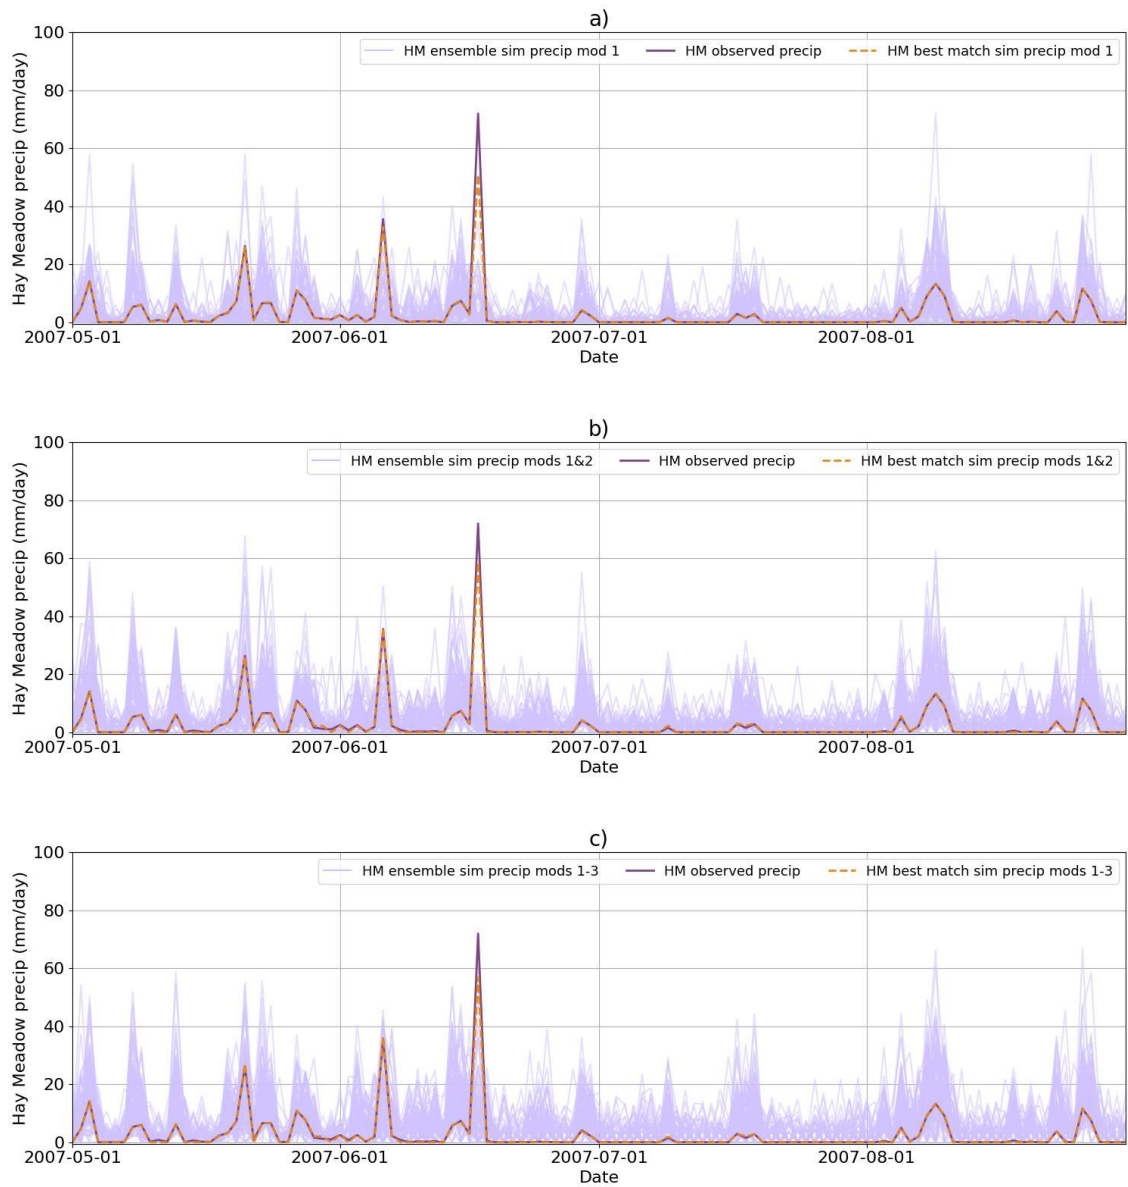 a)
100
80
60
40
20
0
Hay Meadow precip (mm/day)
HM ensemble sim precip mod 1 HM observed precip HM best match sim precip mod 1
2007-05-01 2007-06-01 2007-07-01 2007-08-01
Date
b)
100
80
60
40
20
0
Hay Meadow precip (mm/day)
HM ensemble sim precip mods 1&2 HM observed precip HM best match sim precip mods 1&2
2007-05-01 2007-06-01 2007-07-01 2007-08-01
Date
c)
100
80
60
40
20
0
Hay Meadow precip (mm/day)
HM ensemble sim precip mods 1-3 HM observed precip HM best match sim precip mods 1-3
2007-05-01 2007-06-01 2007-07-01 2007-08-01
Date